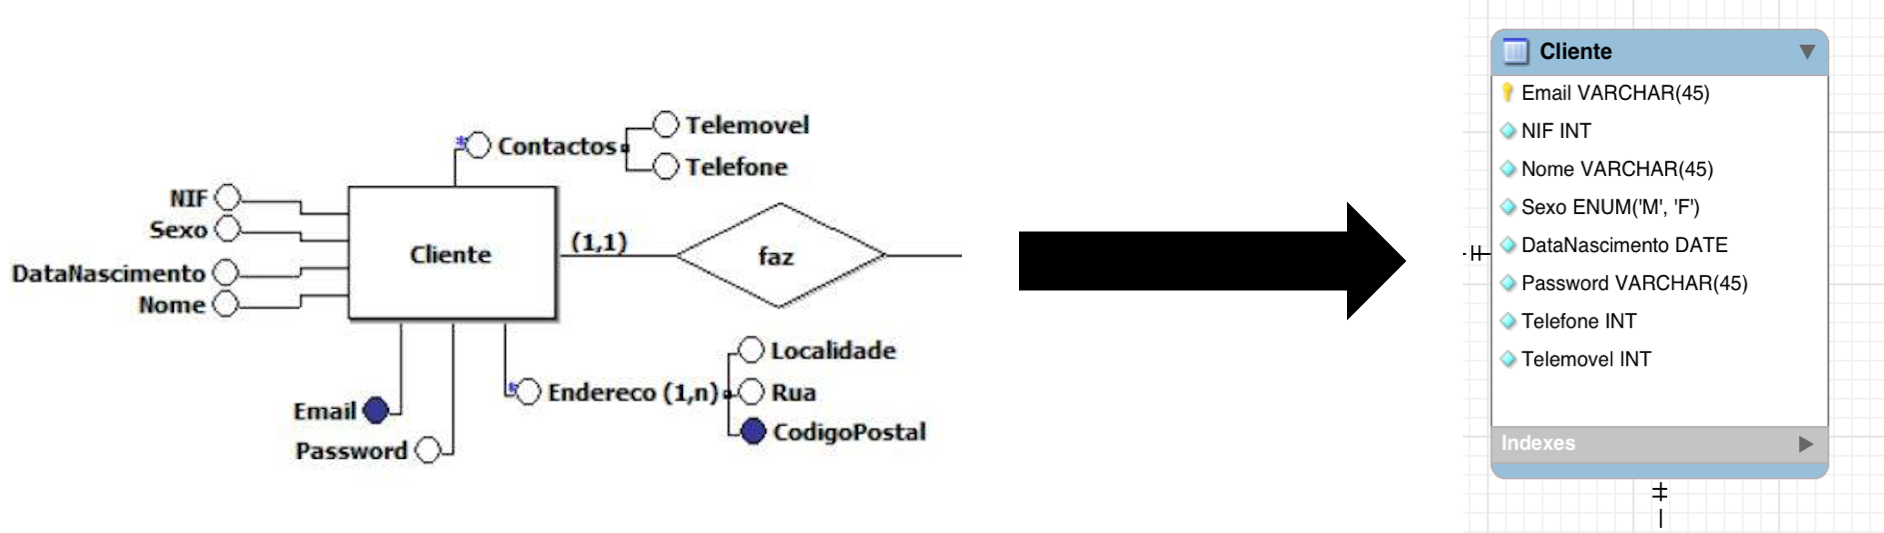 Telemovel
Contactos
Telefone
NIF
Sexo
DataNascimento
Nome
Cliente
(1,1)
faz
Localidade
Endereco (1,n)
Rua
CodigoPostal
Email
Password
Cliente
Email VARCHAR(45)
NIF INT
Nome VARCHAR(45)
Sexo ENUM('M', 'F')
DataNascimento DATE
Password VARCHAR(45)
Telefone INT
Telemovel INT
Indexes